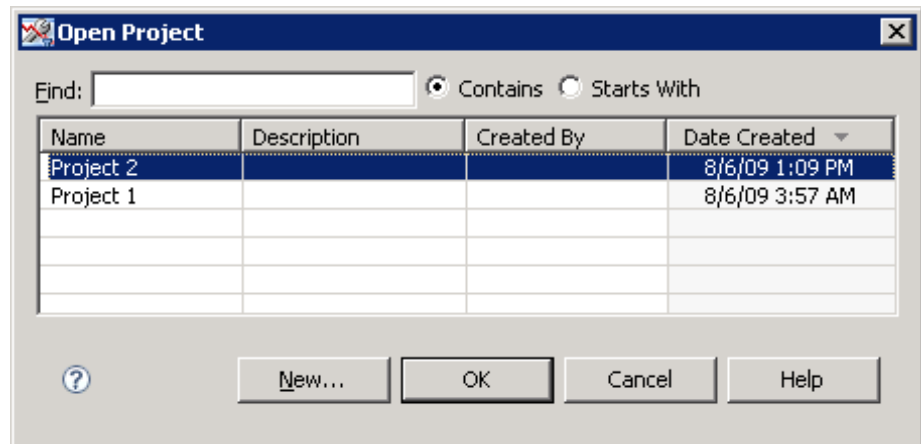 Open Project
Find: Contains Starts With
Name Description Created By Date Created
Project 2 8/6/09 1:09 PM
Project 1 8/6/09 3:57 AM
? New... OK Cancel Help